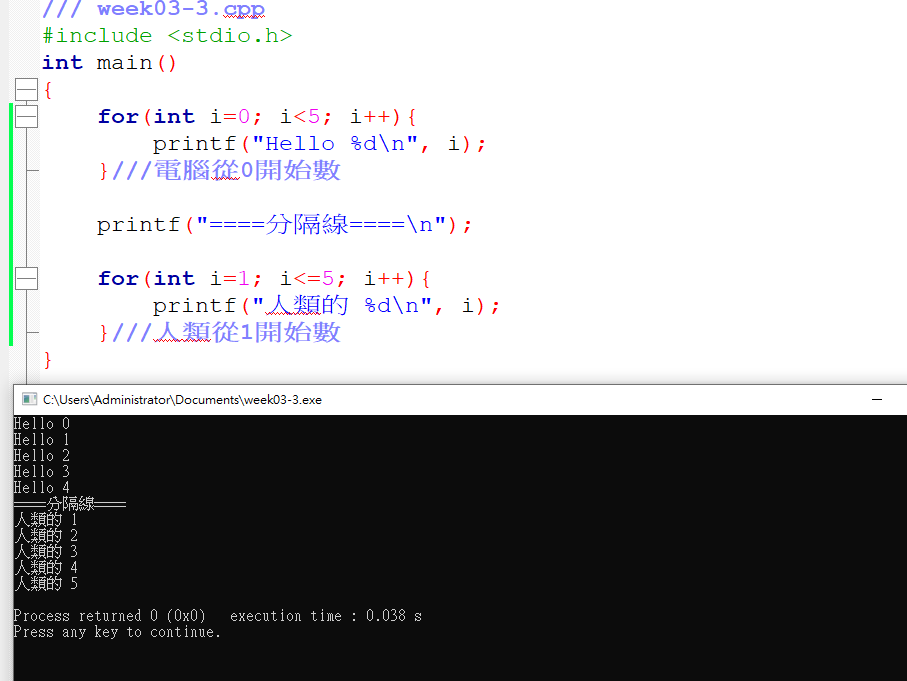 /// week03-3.cpp
#include <stdio.h>
int main()
{
    for(int i=0; i<5; i++){
        printf("Hello %d\n", i);
    }///電腦從0開始數
    printf("====分隔線====\n");
    for(int i=1; i<=5; i++){
        printf("人類的 %d\n", i);
    }///人類從1開始數
}
C:\Users\Administrator\Documents\week03-3.exe
Hello 0
Hello 1
Hello 2
Hello 3
Hello 4
====分隔線====
人類的 1
人類的 2
人類的 3
人類的 4
人類的 5
Process returned 0 (0x0)   execution time : 0.038 s
Press any key to continue.